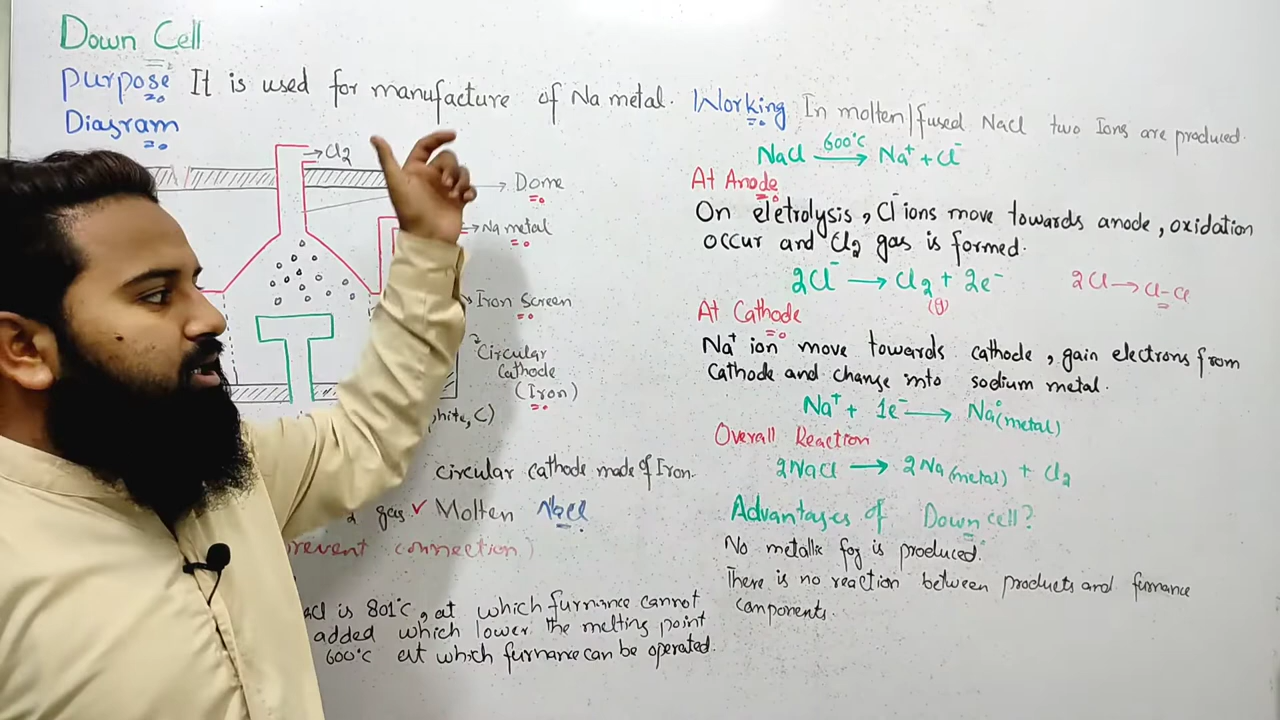 Down Cell
Purpose It is used for manufacture of Na metal.
Diagram
→Cl2
→ Dome
→Na metal
Iron Screen
Circular
Cathode
(Iron)
hite, C)
circular cathode made of Iron.
2 gas ✓ Molten NaCl
revent connection)
aCl is 801°C, at which furnance cannot
added which lower the melting point
600°C at which furnance can be operated.
Working In molten/fused NaCl two Ions are produced.
NaCl 600°C → Na+ + Cl-
At Anode
On eletrolysis, Cl- ions move towards anode, oxidation
occur and Cl2 gas is formed.
2Cl- → Cl2 + 2e-
(g)
2Cl → Cl-Cl
At Cathode
Na+ ion move towards cathode, gain electrons from
cathode and change into sodium metal.
Na+ + 1e- → Na° (metal)
Overall Reaction
2NaCl → 2Na (metal) + Cl2
Advantages of Down cell?
No metallic fog is produced.
There is no reaction between products and furnance
components.